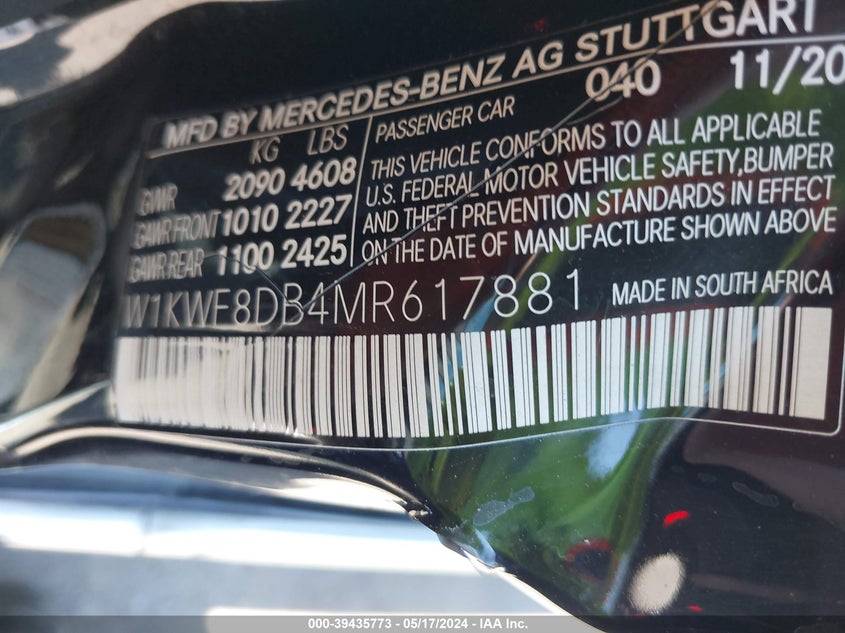 MFD BY MERCEDES-BENZ AG STUTTGART
040 11/20
KG LBS
GWR 2090 4608
GAWR FRONT 1010 2227
GAWR REAR 1100 2425
PASSENGER CAR
THIS VEHICLE CONFORMS TO ALL APPLICABLE
U.S. FEDERAL MOTOR VEHICLE SAFETY,BUMPER
AND THEFT PREVENTION STANDARDS IN EFFECT
ON THE DATE OF MANUFACTURE SHOWN ABOVE
W1KWF8DB4MR617881 MADE IN SOUTH AFRICA
000-39435773 - 05/17/2024 - IAA Inc.